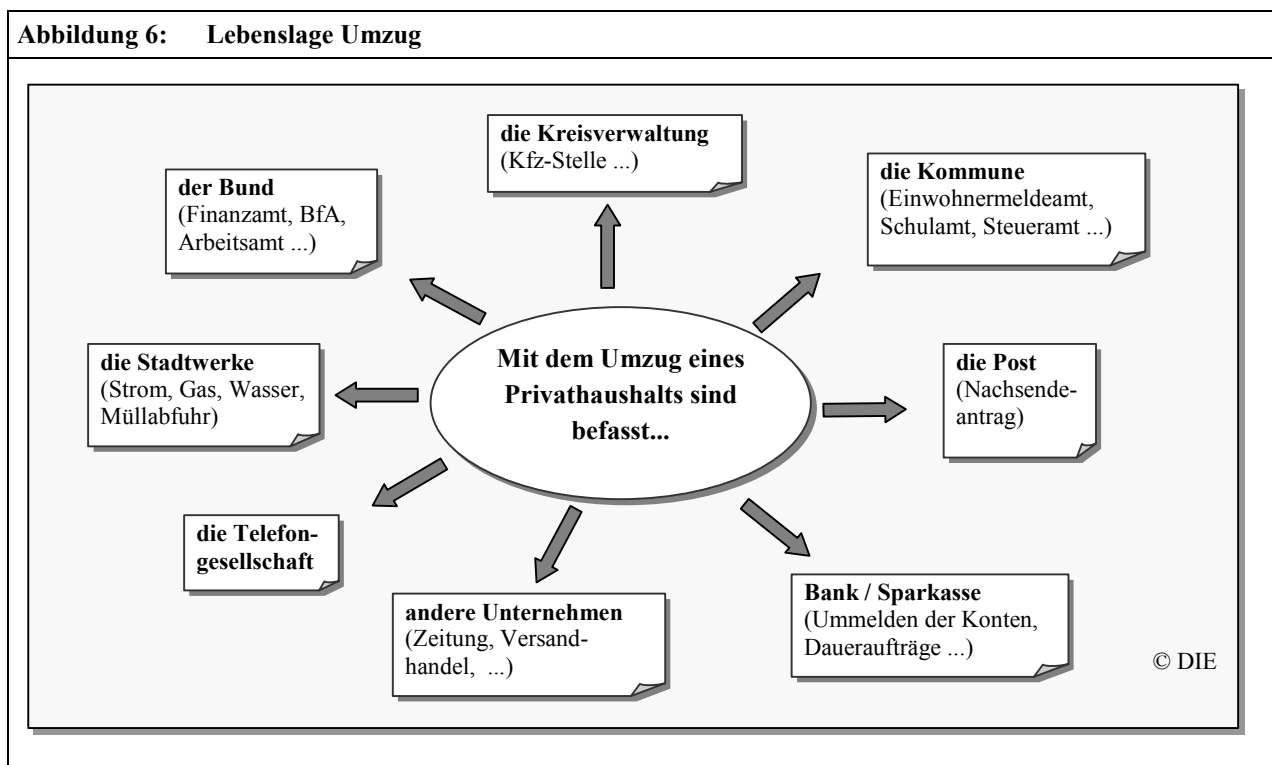 Abbildung 6: Lebenslage Umzug
die Kreisverwaltung
(Kfz-Stelle ...)
die Kommune
(Einwohnermeldeamt,
Schulamt, Steueramt ...)
der Bund
(Finanzamt, BfA,
Arbeitsamt ...)
Mit dem Umzug eines
Privathaushalts sind
befasst...
die Stadtwerke
(Strom, Gas, Wasser,
Müllabfuhr)
die Post
(Nachsende-
antrag)
die Telefon-
gesellschaft
andere Unternehmen
(Zeitung, Versand-
handel, ...)
Bank / Sparkasse
(Ummelden der Konten,
Daueraufträge ...)
© DIE